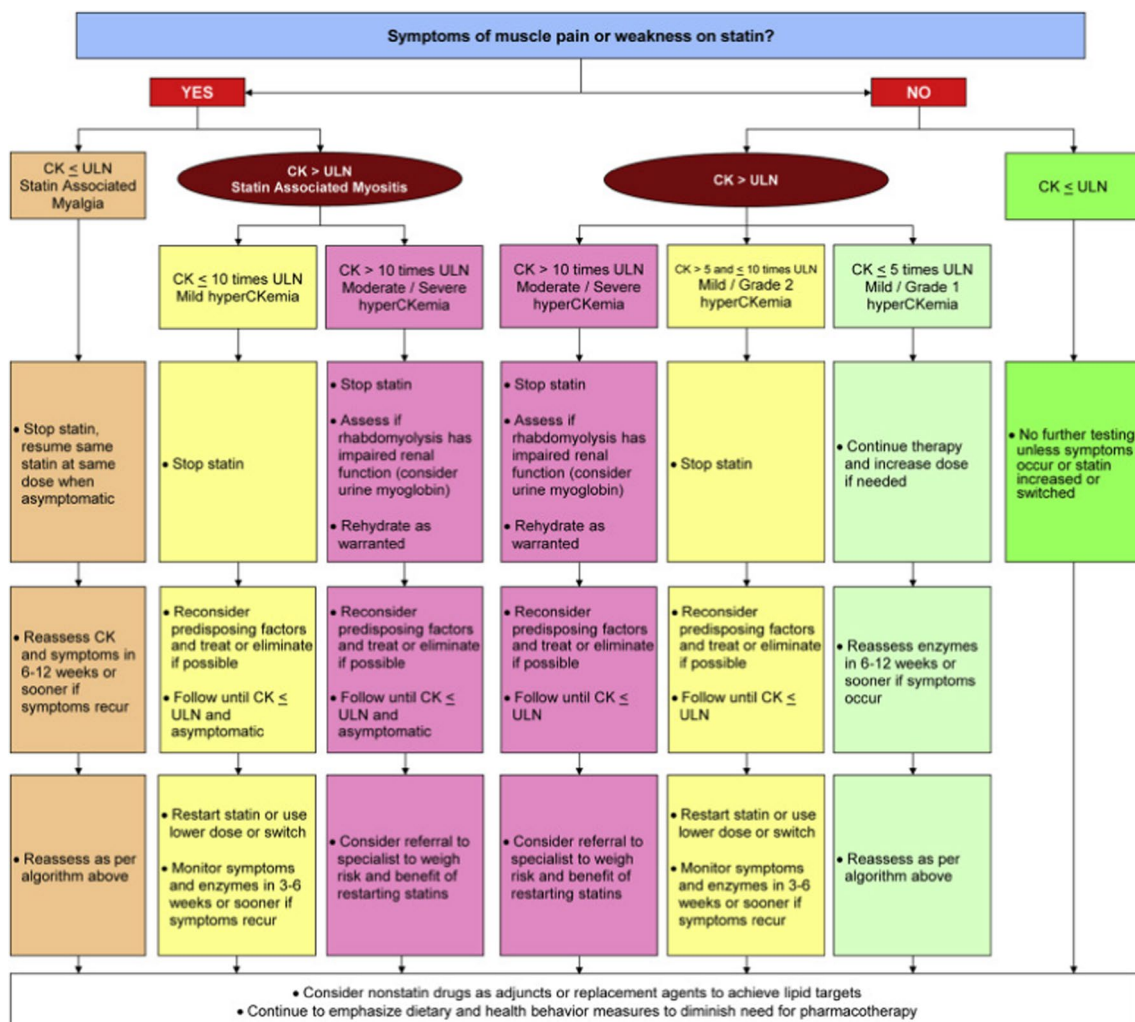 Symptoms of muscle pain or weakness on statin?
YES
NO
CK ≤ ULN
Statin Associated
Myalgia
CK > ULN
Statin Associated Myositis
CK > ULN
CK ≤ ULN
CK ≤ 10 times ULN
Mild hyperCKemia
CK > 10 times ULN
Moderate / Severe
hyperCKemia
CK > 10 times ULN
Moderate / Severe
hyperCKemia
CK > 5 and ≤ 10 times ULN
Mild / Grade 2
hyperCKemia
CK ≤ 5 times ULN
Mild / Grade 1
hyperCKemia
• Stop statin,
resume same
statin at same
dose when
asymptomatic
• Stop statin
• Stop statin
• Assess if
rhabdomyolysis has
impaired renal
function (consider
urine myoglobin)
• Rehydrate as
warranted
• Stop statin
• Assess if
rhabdomyolysis has
impaired renal
function (consider
urine myoglobin)
• Rehydrate as
warranted
• Stop statin
• Continue therapy
and increase dose
if needed
• No further testing
unless symptoms
occur or statin
increased or
switched
• Reassess CK
and symptoms in
6-12 weeks or
sooner if
symptoms recur
• Reconsider
predisposing factors
and treat or eliminate
if possible
• Follow until CK ≤
ULN and
asymptomatic
• Reconsider
predisposing factors
and treat or eliminate
if possible
• Follow until CK ≤
ULN and
asymptomatic
• Reconsider
predisposing factors
and treat or eliminate
if possible
• Follow until CK ≤
ULN
• Reconsider
predisposing factors
and treat or eliminate
if possible
• Follow until CK ≤
ULN
• Reassess enzymes
in 6-12 weeks or
sooner if symptoms
occur
• Reassess as per
algorithm above
• Restart statin or use
lower dose or switch
• Monitor symptoms
and enzymes in 3-6
weeks or sooner if
symptoms recur
• Consider referral to
specialist to weigh
risk and benefit of
restarting statins
• Consider referral to
specialist to weigh
risk and benefit of
restarting statins
• Restart statin or use
lower dose or switch
• Monitor symptoms
and enzymes in 3-6
weeks or sooner if
symptoms recur
• Reassess as per
algorithm above
• Consider nonstatin drugs as adjuncts or replacement agents to achieve lipid targets
• Continue to emphasize dietary and health behavior measures to diminish need for pharmacotherapy